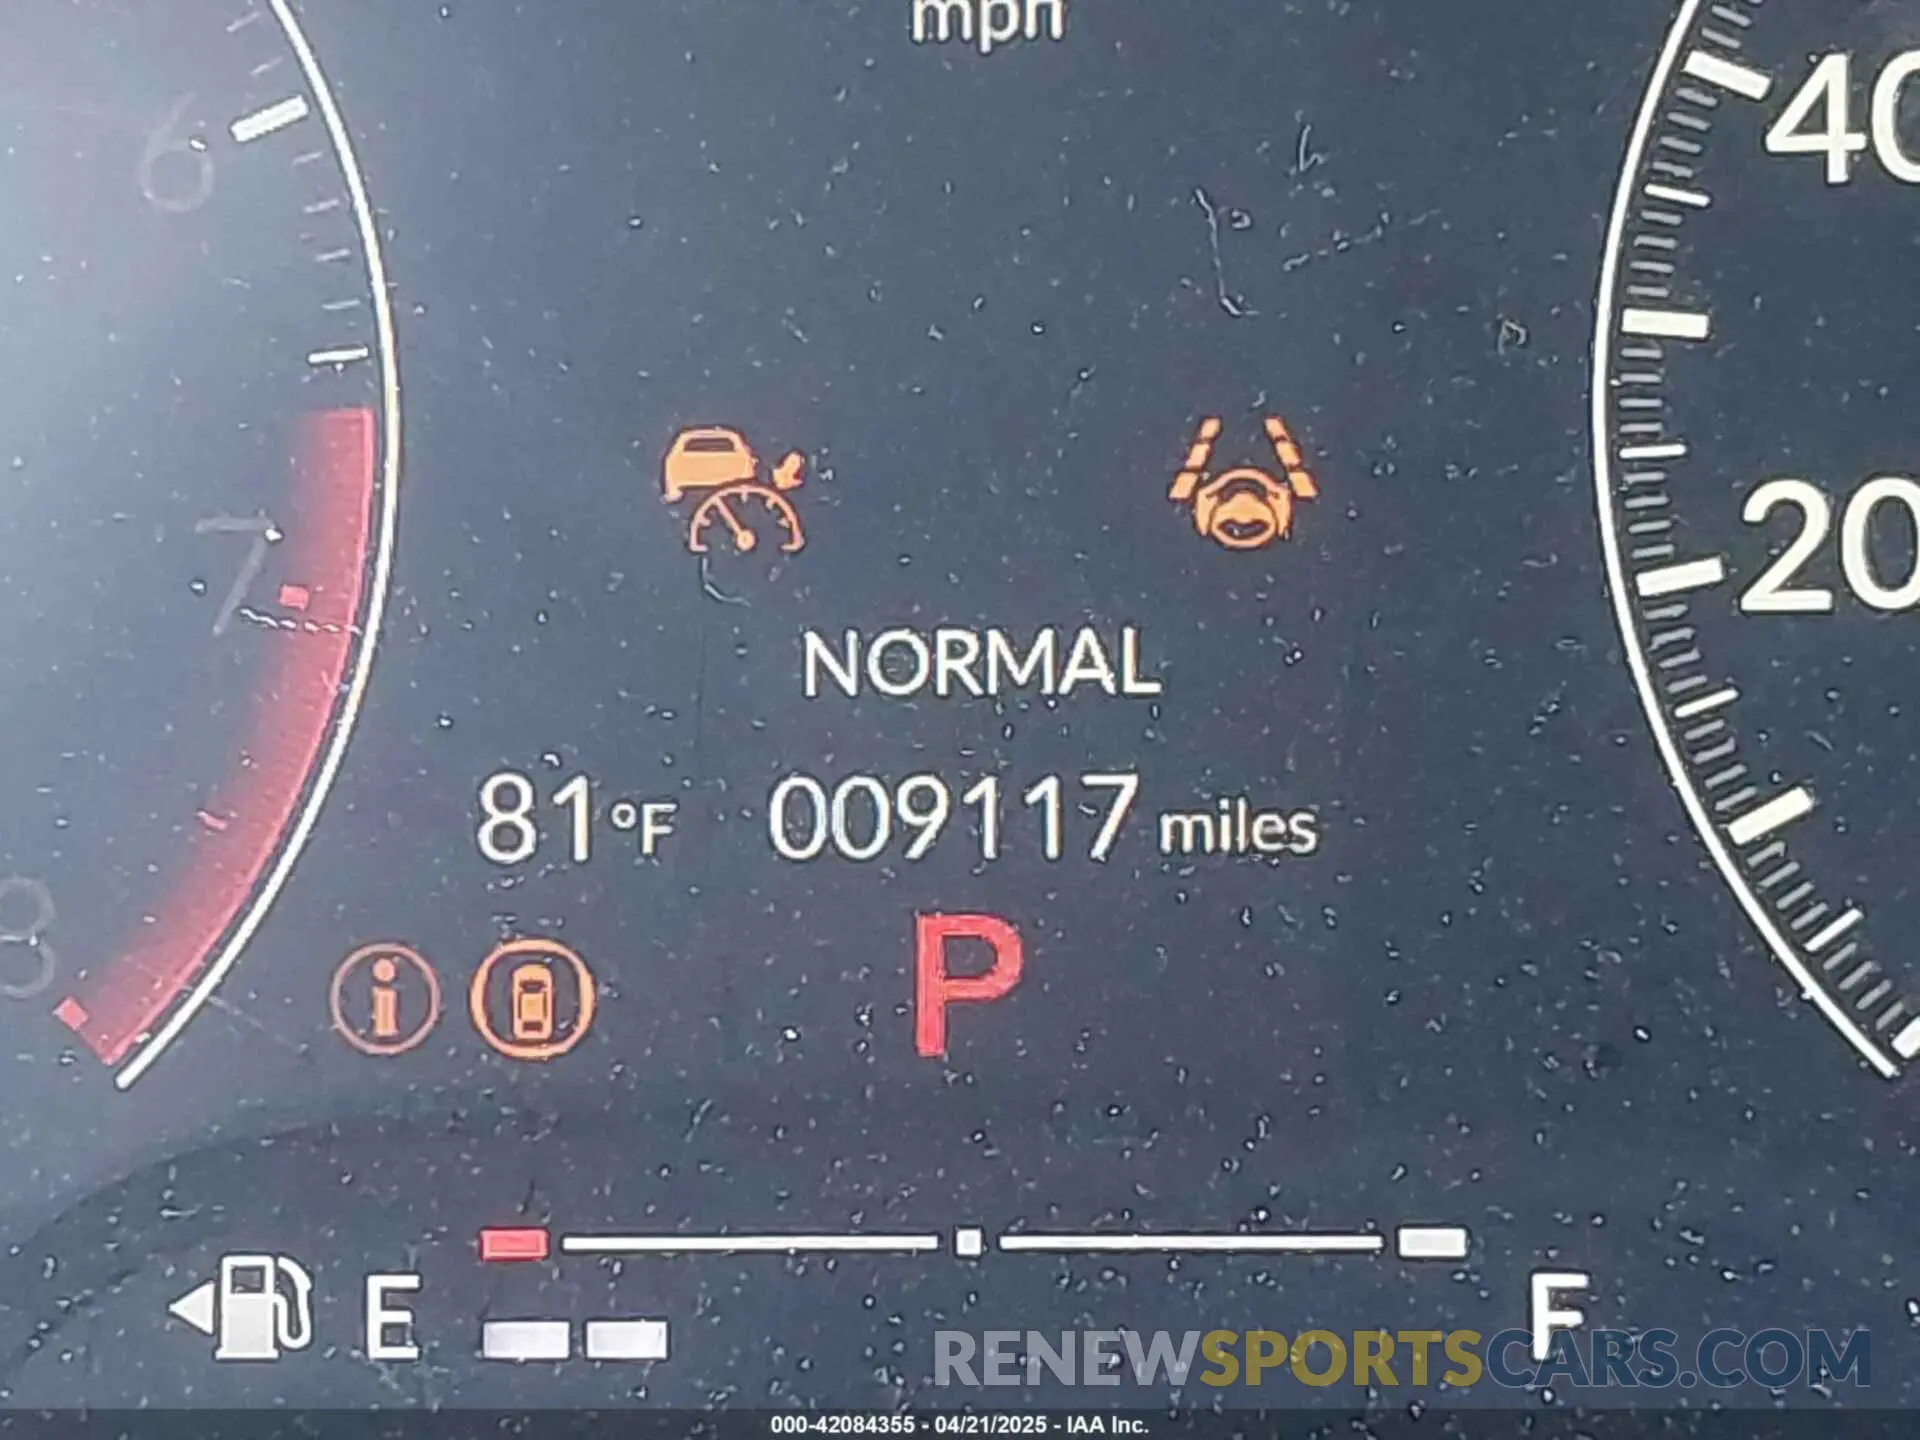 mph
6
40
7
20
NORMAL
81°F 009117 miles
8
P
E
F
RENEWSPORTSCARS.COM
000-42084355 - 04/21/2025 - IAA Inc.